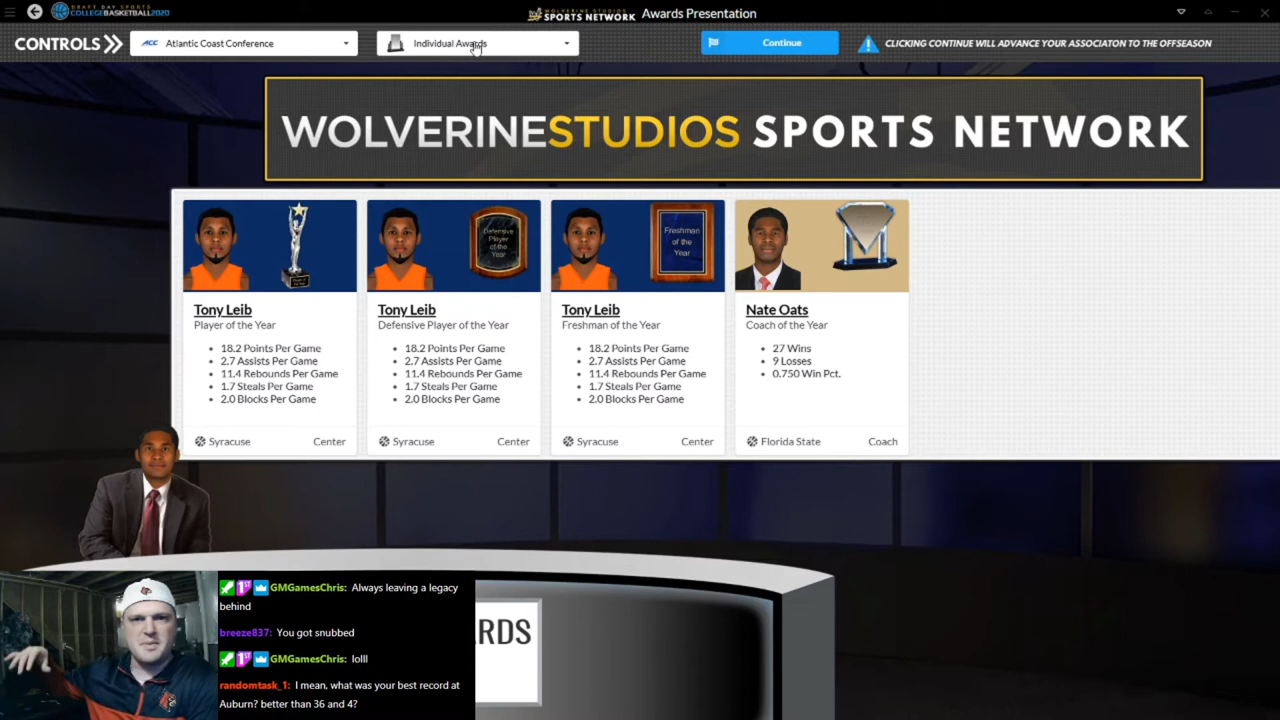 DRAFT DAY SPORTS
COLLEGEBASKETBALL2020
WOLVERINE STUDIOS
SPORTS NETWORK Awards Presentation
CONTROLS
ACC Atlantic Coast Conference
Individual Awards
Continue
CLICKING CONTINUE WILL ADVANCE YOUR ASSOCIATON TO THE OFFSEASON
WOLVERINESTUDIOS SPORTS NETWORK
Defensive
Player
of the
Year
Freshman
of the
Year
Tony Leib
Player of the Year
18.2 Points Per Game
2.7 Assists Per Game
11.4 Rebounds Per Game
1.7 Steals Per Game
2.0 Blocks Per Game
Syracuse Center
Tony Leib
Defensive Player of the Year
18.2 Points Per Game
2.7 Assists Per Game
11.4 Rebounds Per Game
1.7 Steals Per Game
2.0 Blocks Per Game
Syracuse Center
Tony Leib
Freshman of the Year
18.2 Points Per Game
2.7 Assists Per Game
11.4 Rebounds Per Game
1.7 Steals Per Game
2.0 Blocks Per Game
Syracuse Center
Nate Oats
Coach of the Year
27 Wins
9 Losses
0.750 Win Pct.
Florida State Coach
GMGamesChris: Always leaving a legacy
behind
breeze837: You got snubbed
GMGamesChris: lolll
randomtask_1: I mean, what was your best record at
Auburn? better than 36 and 4?
RDS